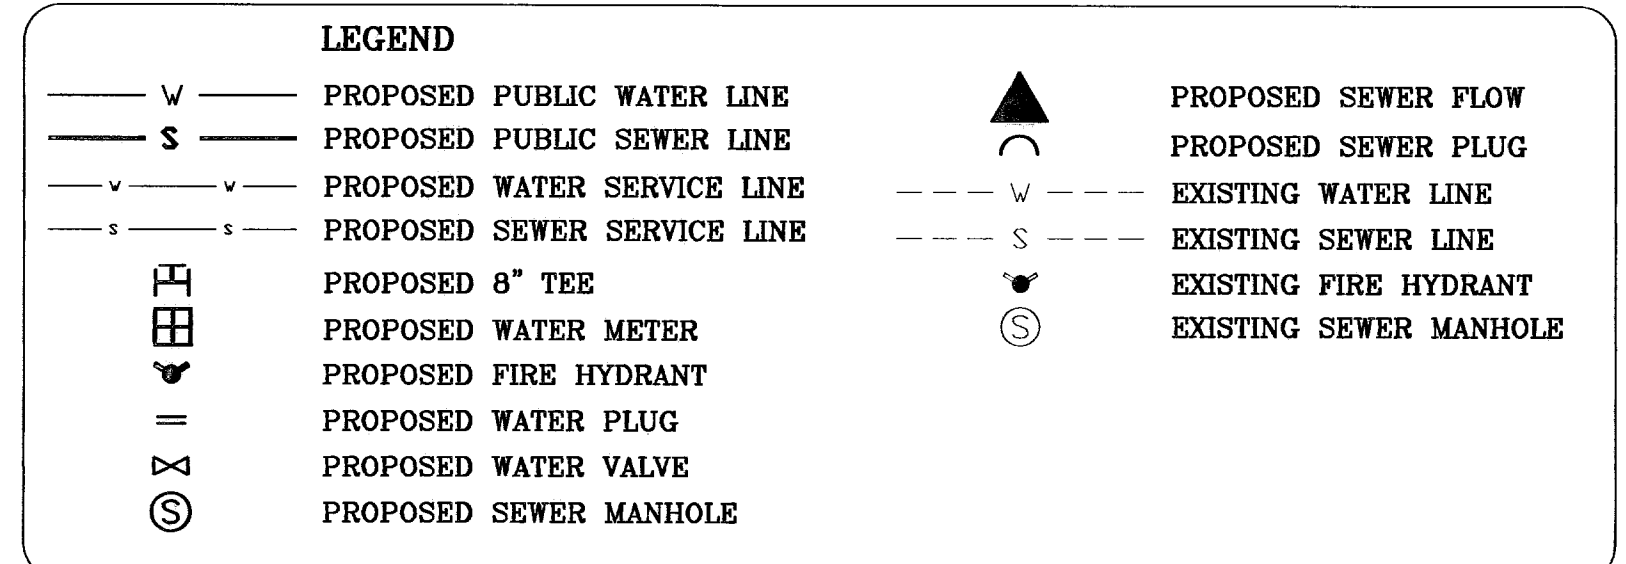 LEGEND
W PROPOSED PUBLIC WATER LINE
S PROPOSED PUBLIC SEWER LINE
W W PROPOSED WATER SERVICE LINE
S S PROPOSED SEWER SERVICE LINE
PROPOSED 8" TEE
PROPOSED WATER METER
PROPOSED FIRE HYDRANT
PROPOSED WATER PLUG
PROPOSED WATER VALVE
S PROPOSED SEWER MANHOLE
PROPOSED SEWER FLOW
PROPOSED SEWER PLUG
W EXISTING WATER LINE
S EXISTING SEWER LINE
EXISTING FIRE HYDRANT
S EXISTING SEWER MANHOLE